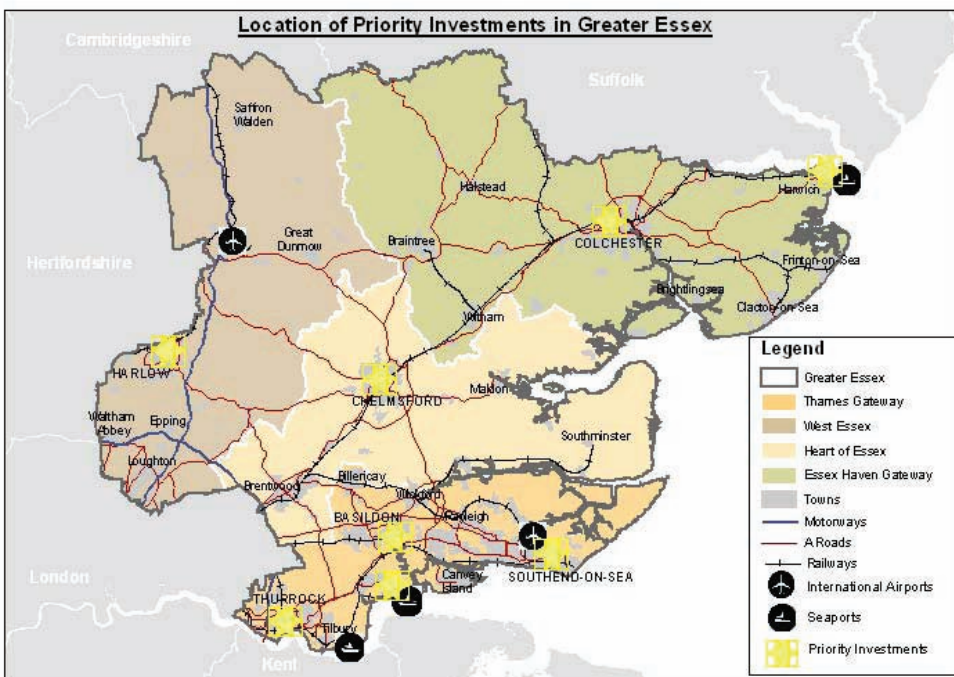 Location of Priority Investments in Greater Essex
Cambridgeshire
Suffolk
Saffron
Walden
Halstead
Harwich
COLCHESTER
Great
Dunmow
Braintree
Hertfordshire
Frinton-on-Sea
Brightlingsea
Clacton-on-Sea
Witham
HARLOW
CHELMSFORD
Maldon
Waltham
Abbey
Epping
Southminster
Loughton
Billericay
Brentwood
Wickford
BASILDON
Rayleigh
London
Canvey
Island
SOUTHEND-ON-SEA
THURROCK
Tilbury
Kent
Legend
Greater Essex
Thames Gateway
West Essex
Heart of Essex
Essex Haven Gateway
Towns
Motorways
A Roads
Railways
International Airports
Seaports
Priority Investments